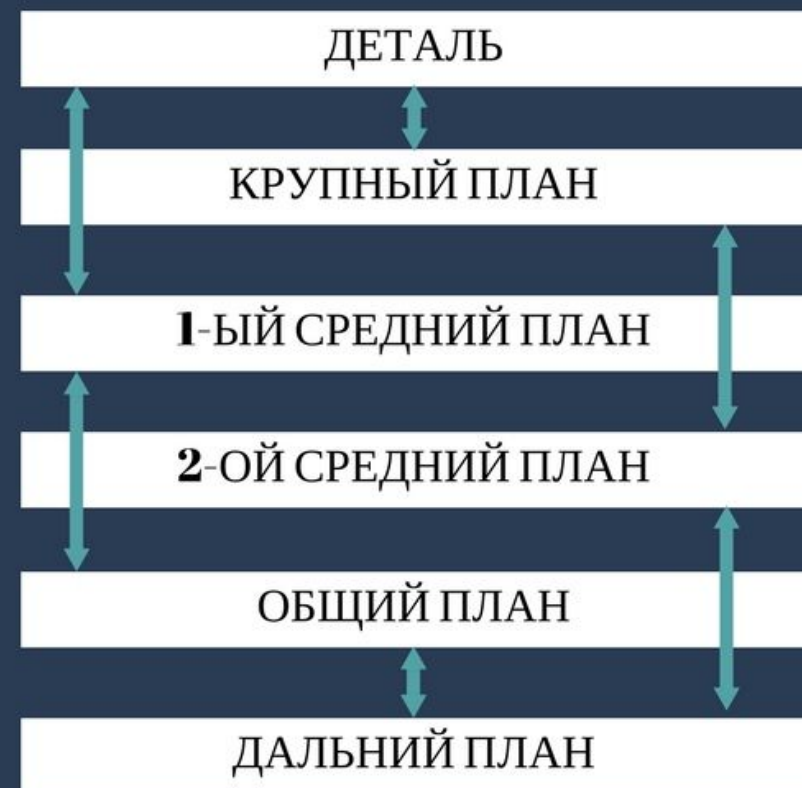 ДЕТАЛЬ
КРУПНЫЙ ПЛАН
1-ЫЙ СРЕДНИЙ ПЛАН
2-ОЙ СРЕДНИЙ ПЛАН
ОБЩИЙ ПЛАН
ДАЛЬНИЙ ПЛАН